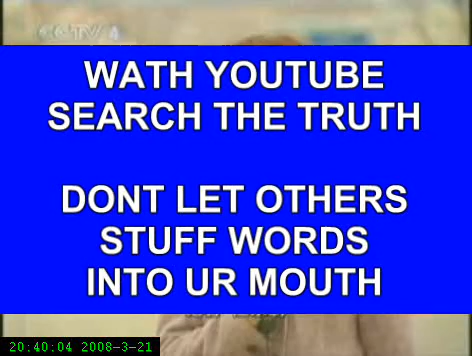 CCTV4
WATH YOUTUBE
SEARCH THE TRUTH
DONT LET OTHERS
STUFF WORDS
INTO UR MOUTH
20:40:04 2008-3-21